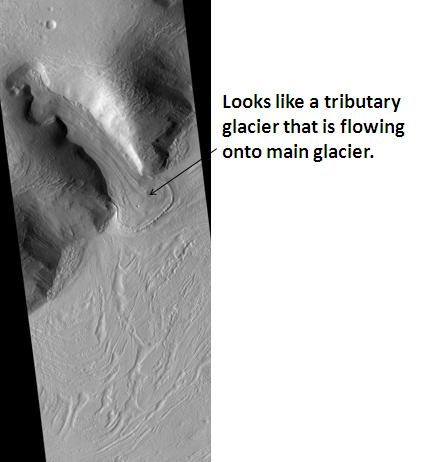 Looks like a tributary
glacier that is flowing
onto main glacier.